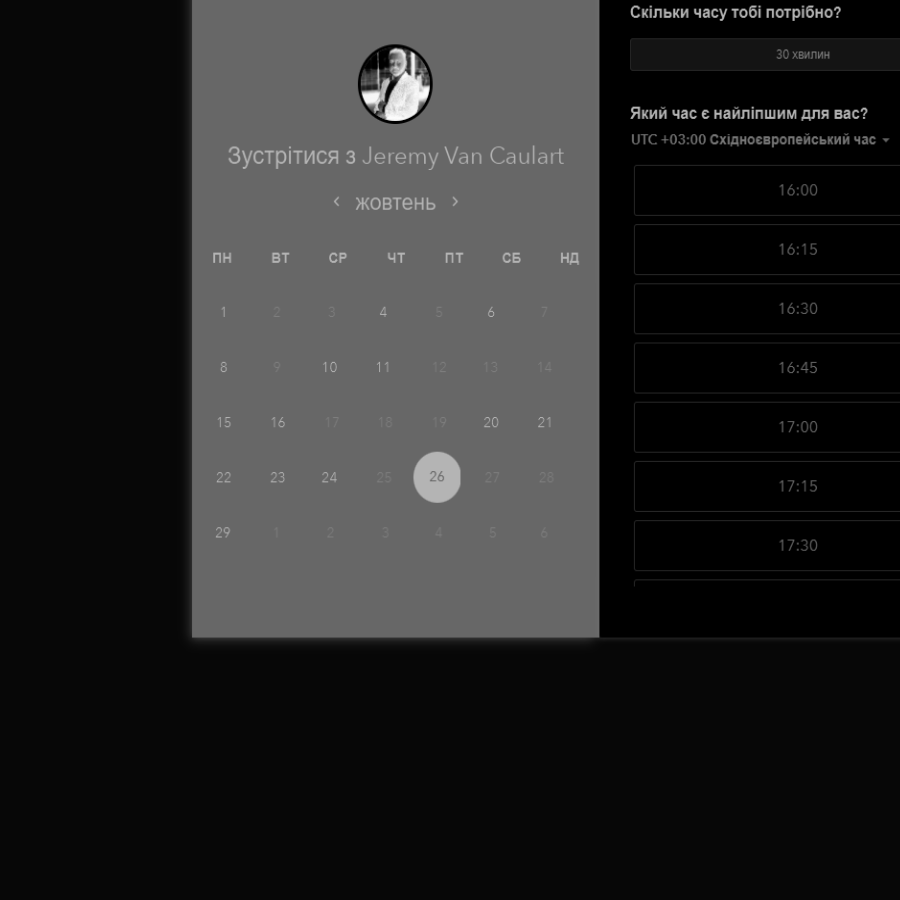 Зустрітися з Jeremy Van Caulart
жовтень
ПН ВТ СР ЧТ ПТ СБ НД
1 2 3 4 5 6 7
8 9 10 11 12 13 14
15 16 17 18 19 20 21
22 23 24 25 26 27 28
29 1 2 3 4 5 6
Скільки часу тобі потрібно?
30 хвилин
Який час є найліпшим для вас?
UTC +03:00 Східноєвропейський час
16:00
16:15
16:30
16:45
17:00
17:15
17:30